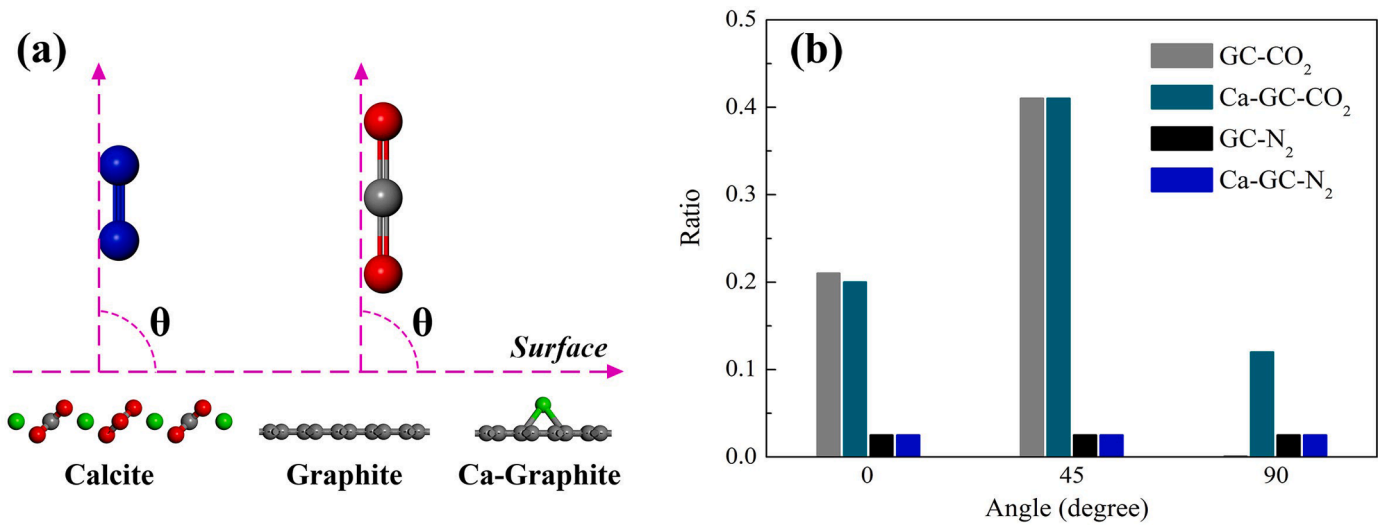 (a)
θ
θ
Surface
Calcite
Graphite
Ca-Graphite
(b)
GC-CO₂
Ca-GC-CO₂
GC-N₂
Ca-GC-N₂
Ratio
0.5
0.4
0.3
0.2
0.1
0.0
0
45
90
Angle (degree)